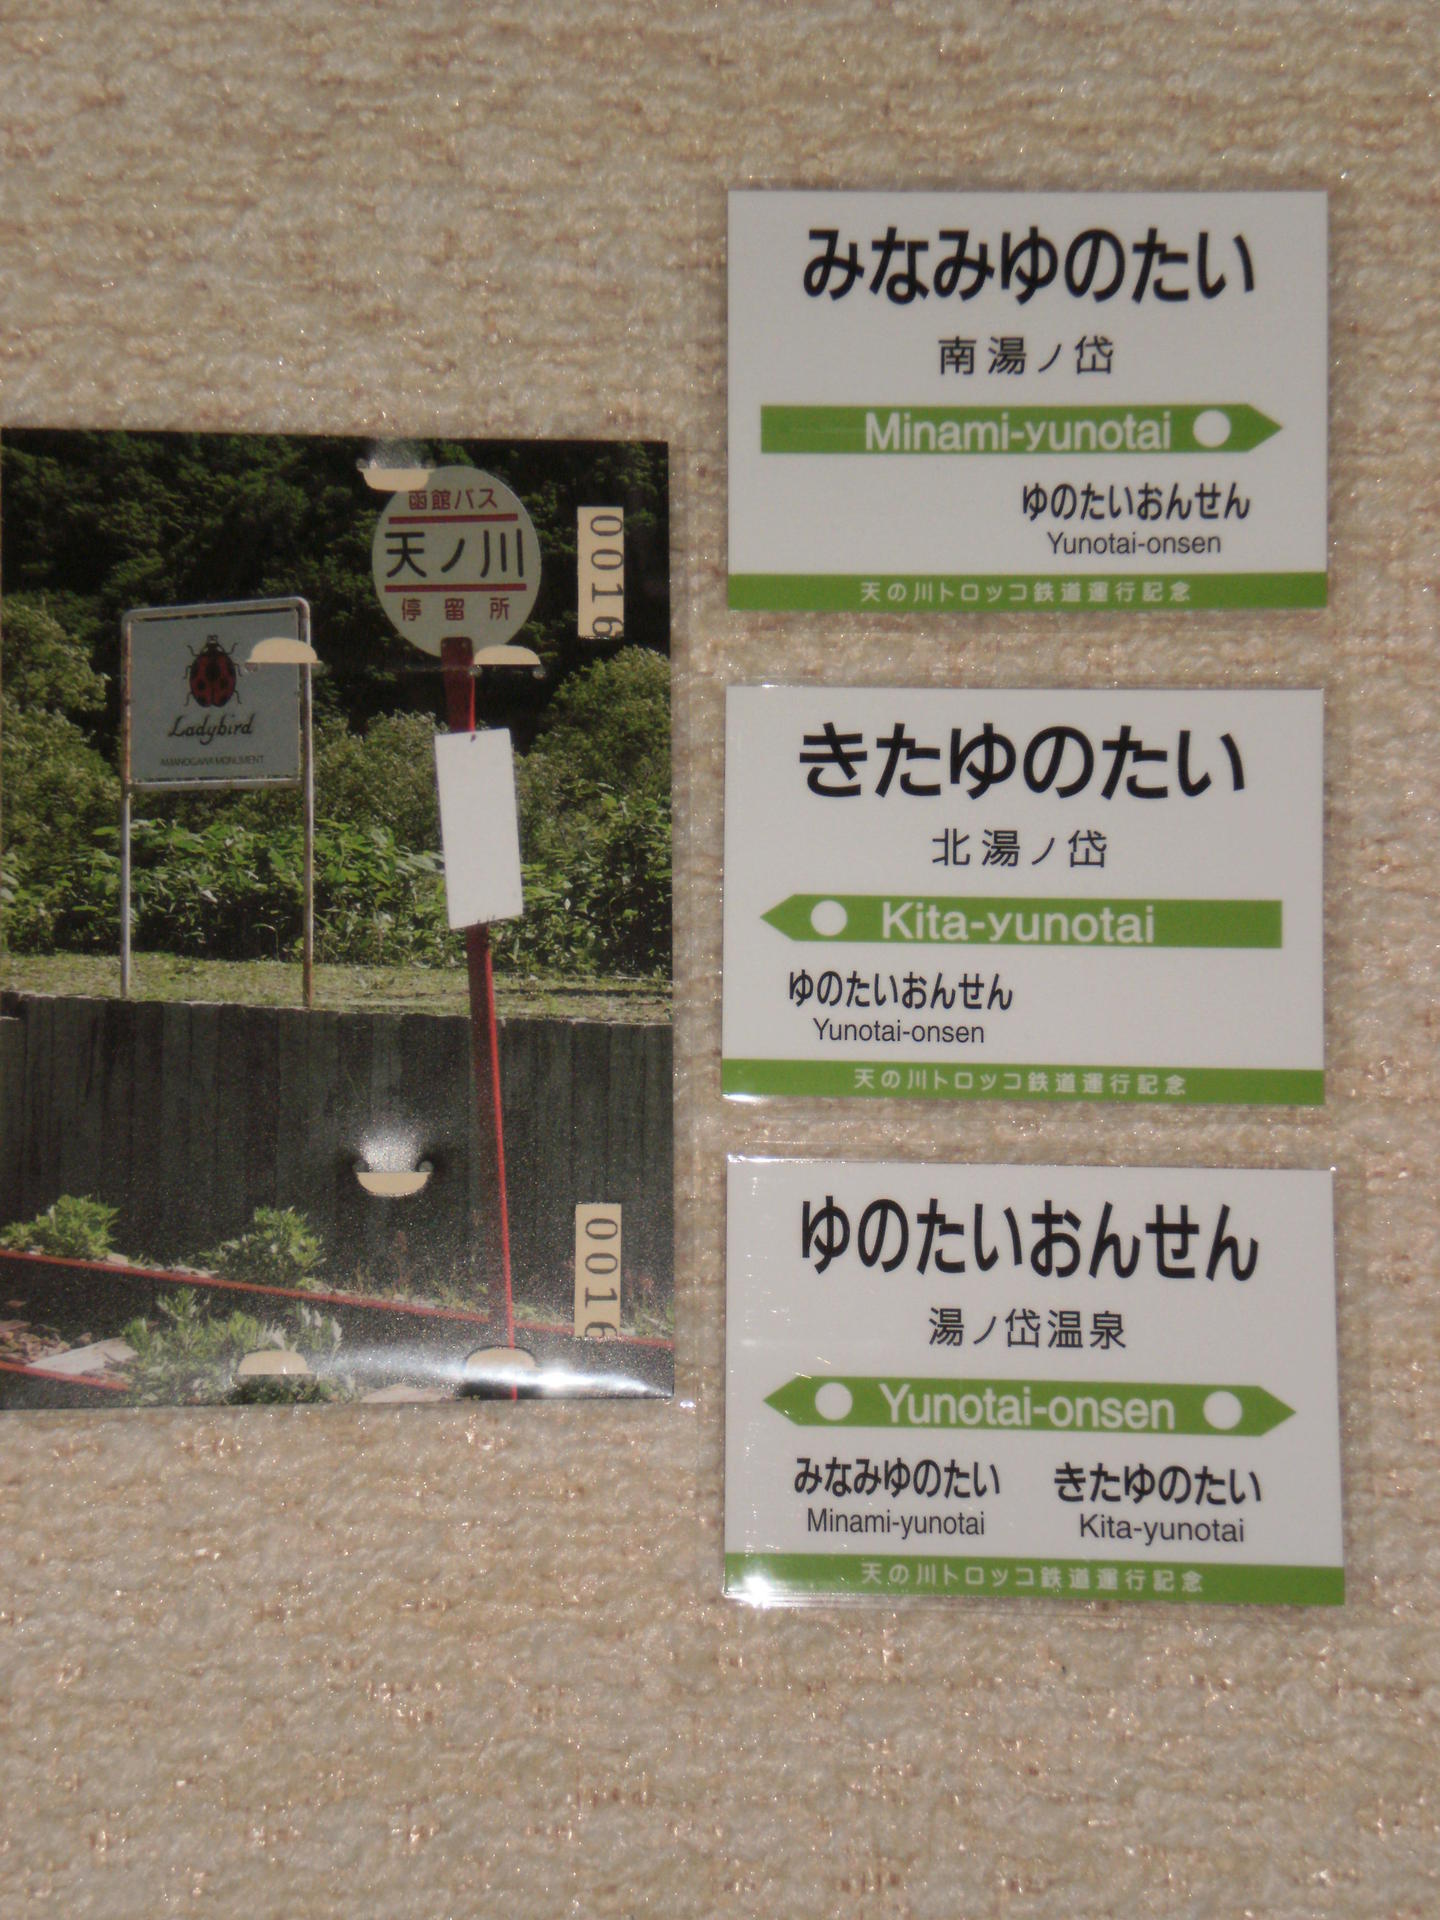 函館バス
天ノ川
停留所
Ladybird
AMANOGAWA MONUMENT
0016
0016
みなみゆのたい
南湯ノ岱
Minami-yunotai
ゆのたいおんせん
Yunotai-onsen
天の川トロッコ鉄道運行記念
きたゆのたい
北湯ノ岱
Kita-yunotai
ゆのたいおんせん
Yunotai-onsen
天の川トロッコ鉄道運行記念
ゆのたいおんせん
湯ノ岱温泉
Yunotai-onsen
みなみゆのたい きたゆのたい
Minami-yunotai Kita-yunotai
天の川トロッコ鉄道運行記念